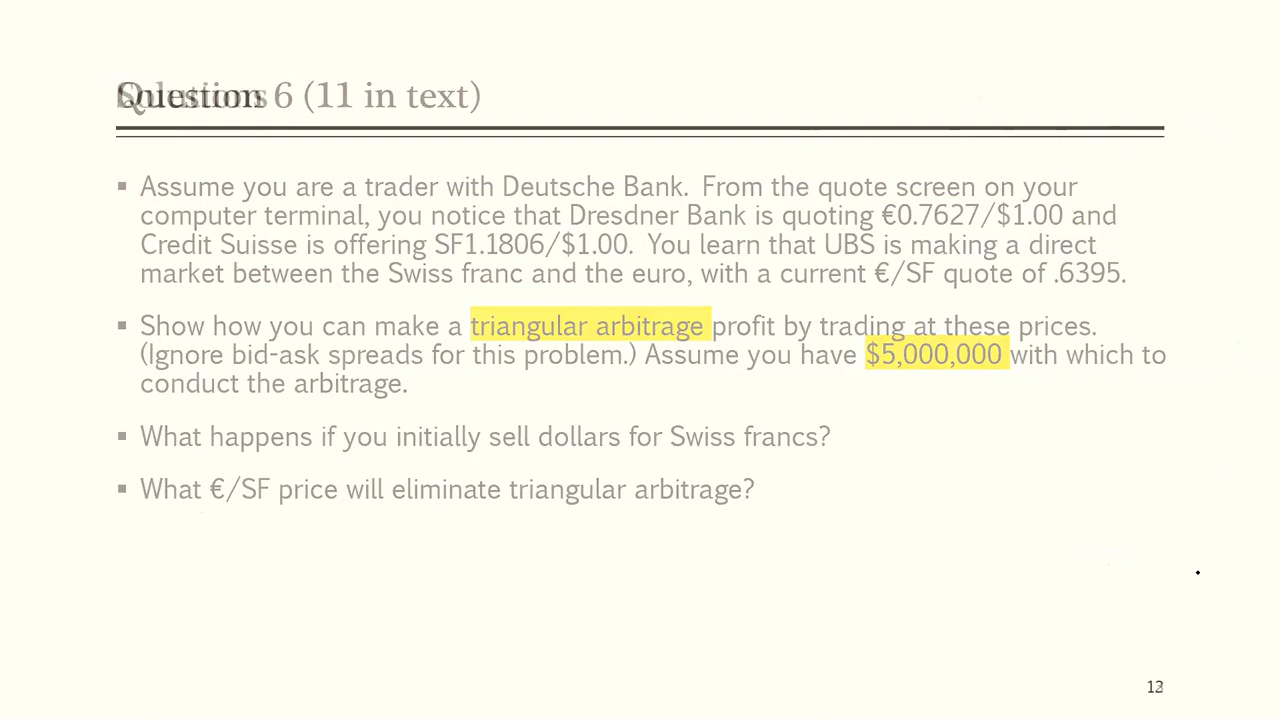 Question 6 (11 in text)
▪ Assume you are a trader with Deutsche Bank. From the quote screen on your
computer terminal, you notice that Dresdner Bank is quoting €0.7627/$1.00 and
Credit Suisse is offering SF1.1806/$1.00. You learn that UBS is making a direct
market between the Swiss franc and the euro, with a current €/SF quote of .6395.
▪ Show how you can make a triangular arbitrage profit by trading at these prices.
(Ignore bid-ask spreads for this problem.) Assume you have $5,000,000 with which to
conduct the arbitrage.
▪ What happens if you initially sell dollars for Swiss francs?
▪ What €/SF price will eliminate triangular arbitrage?